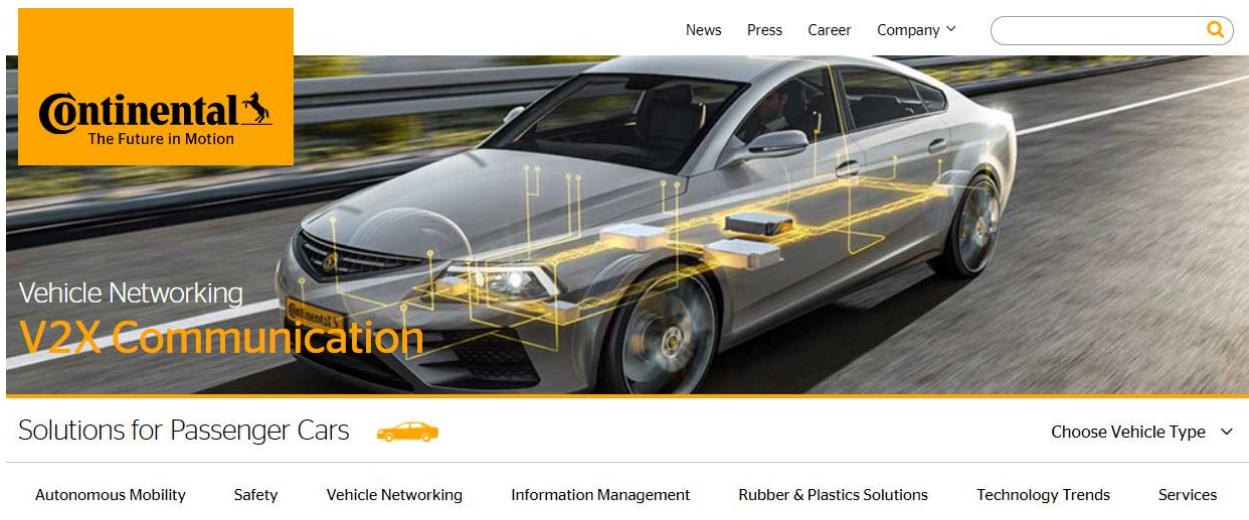 News Press Career Company
Continental
The Future in Motion
Vehicle Networking
V2X Communication
Continental
Solutions for Passenger Cars
Choose Vehicle Type
Autonomous Mobility Safety Vehicle Networking Information Management Rubber & Plastics Solutions Technology Trends Services